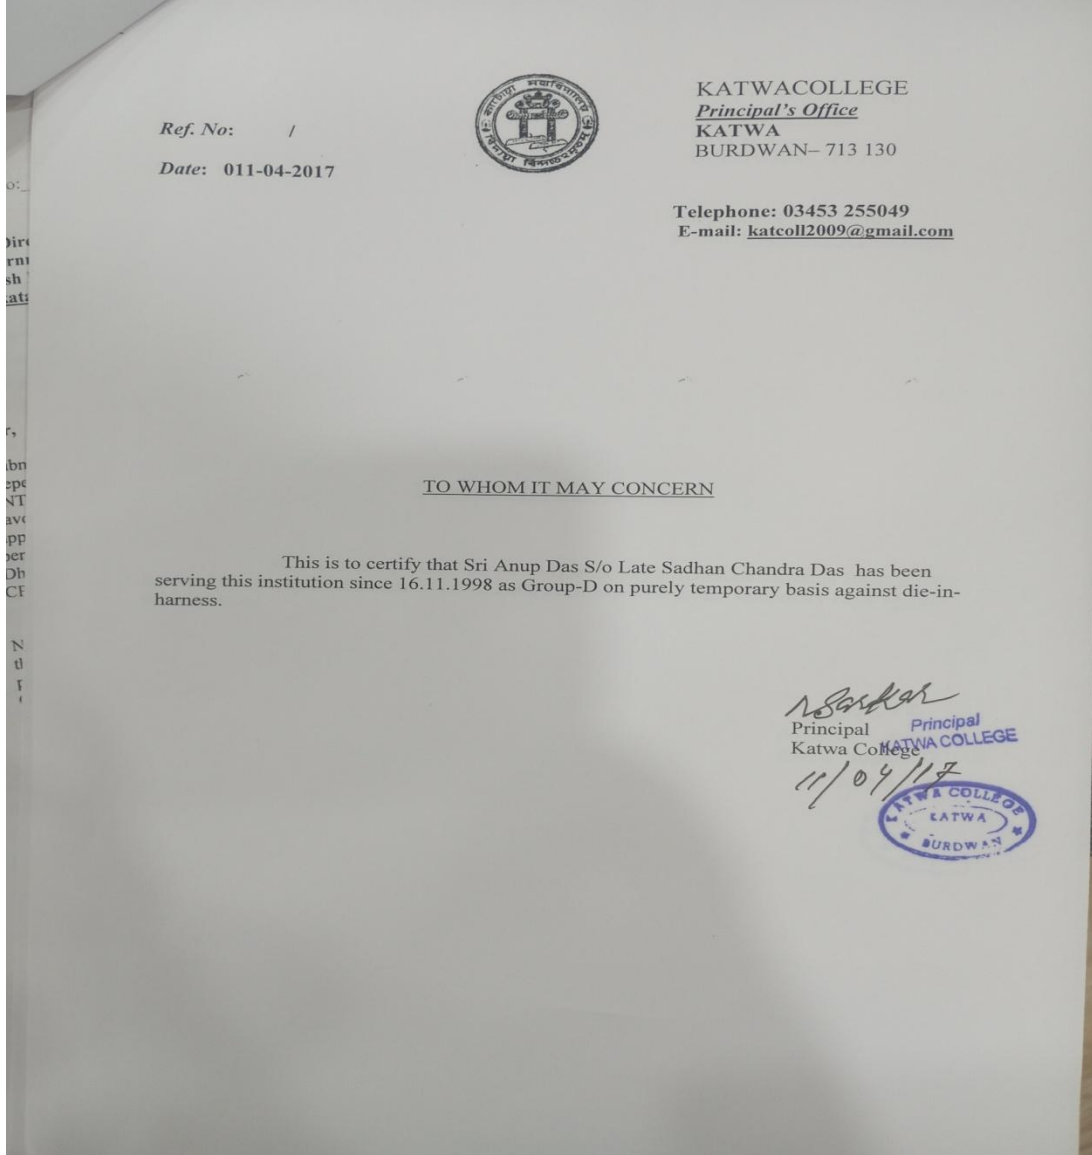 Ref. No:      /
Date:  011-04-2017
KATWACOLLEGE
Principal's Office
KATWA
BURDWAN– 713 130
Telephone: 03453 255049
E-mail: katcoll2009@gmail.com
TO WHOM IT MAY CONCERN
This is to certify that Sri Anup Das S/o Late Sadhan Chandra Das  has been
serving this institution since 16.11.1998 as Group-D on purely temporary basis against die-in-
harness.
Principal
Katwa College
Principal
KATWA COLLEGE
11/04/17
KATWA COLLEGE
KATWA
BURDWAN